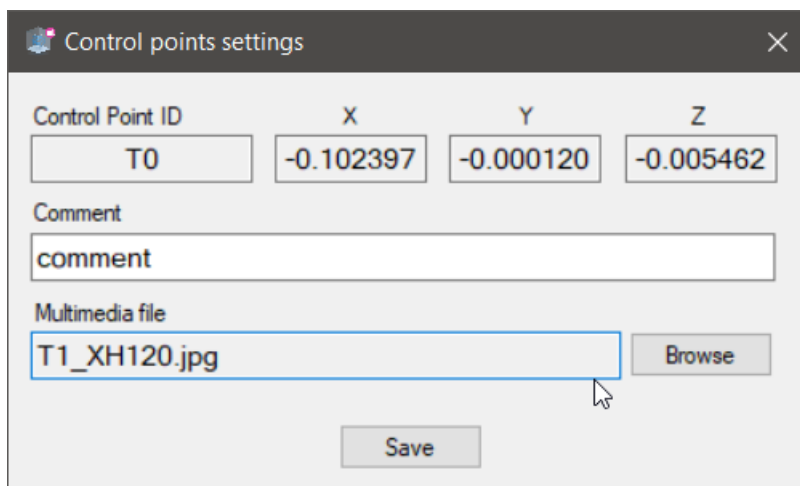 Control points settings
Control Point ID X Y Z
T0 -0.102397 -0.000120 -0.005462
Comment
comment
Multimedia file
T1_XH120.jpg Browse
Save